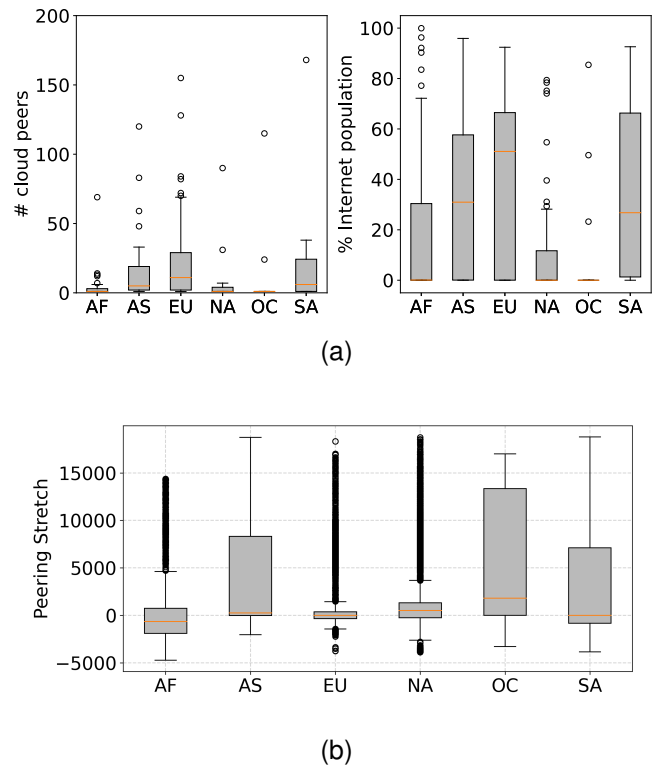 # cloud peers
200
150
100
50
0
AF AS EU NA OC SA
% Internet population
100
80
60
40
20
0
AF AS EU NA OC SA
(a)
Peering Stretch
15000
10000
5000
0
−5000
AF AS EU NA OC SA
(b)